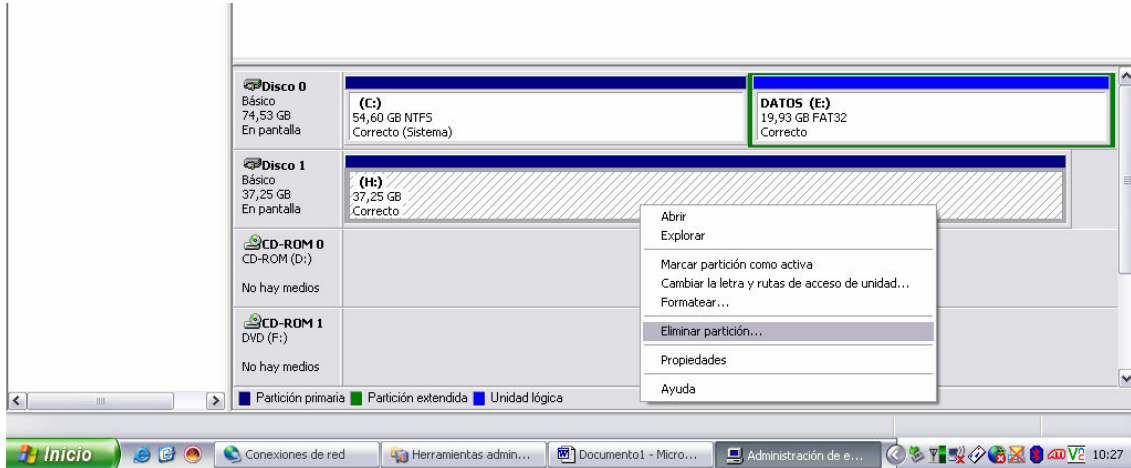 Disco 0
Básico
74,53 GB
En pantalla
(C:)
54,60 GB NTFS
Correcto (Sistema)
DATOS (E:)
19,93 GB FAT32
Correcto
Disco 1
Básico
37,25 GB
En pantalla
(H:)
37,25 GB
Correcto
Abrir
Explorar
Marcar partición como activa
Cambiar la letra y rutas de acceso de unidad...
Formatear...
Eliminar partición...
Propiedades
Ayuda
CD-ROM 0
CD-ROM (D:)
No hay medios
CD-ROM 1
DVD (F:)
No hay medios
Partición primaria Partición extendida Unidad lógica
Inicio Conexiones de red Herramientas admin... Documento1 - Micro... Administración de e... 10:27